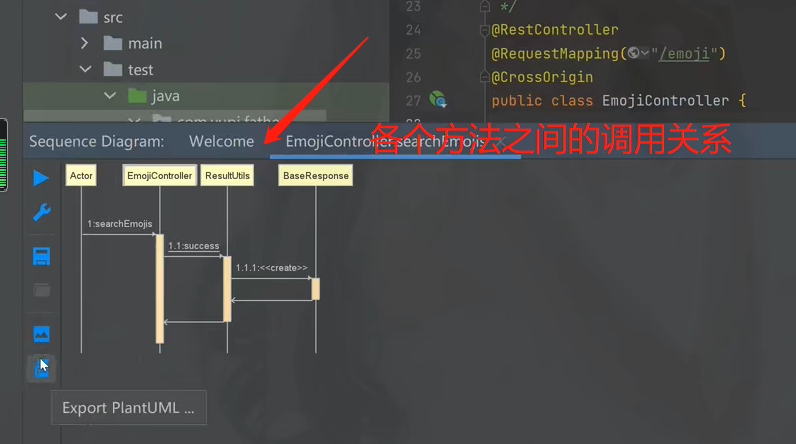 src
main
test
java
com.yupi.fathe
23
24
25
26
27
*/
@RestController
@RequestMapping("/emoji")
@CrossOrigin
public class EmojiController {
Sequence Diagram:
Welcome
EmojiController.searchEmojis
各个方法之间的调用关系
Actor
EmojiController
ResultUtils
BaseResponse
1:searchEmojis
1.1:success
1.1.1:<<create>>
Export PlantUML ...